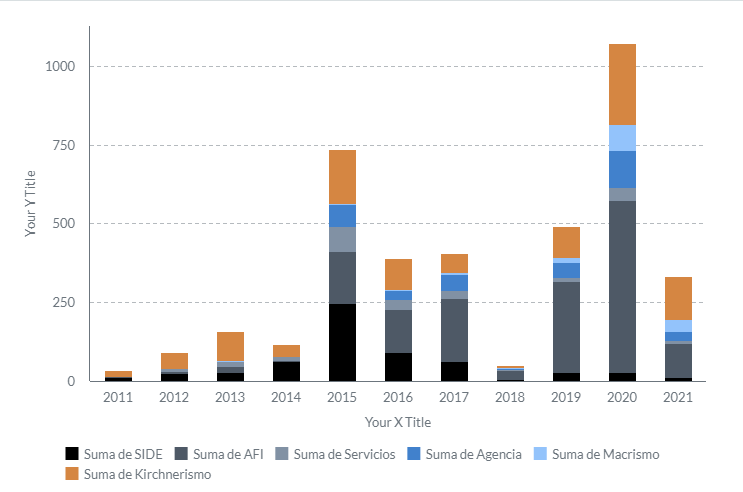 1000
750
500
250
0
Your Y Title
2011 2012 2013 2014 2015 2016 2017 2018 2019 2020 2021
Your X Title
Suma de SIDE Suma de AFI Suma de Servicios Suma de Agencia Suma de Macrismo
Suma de Kirchnerismo